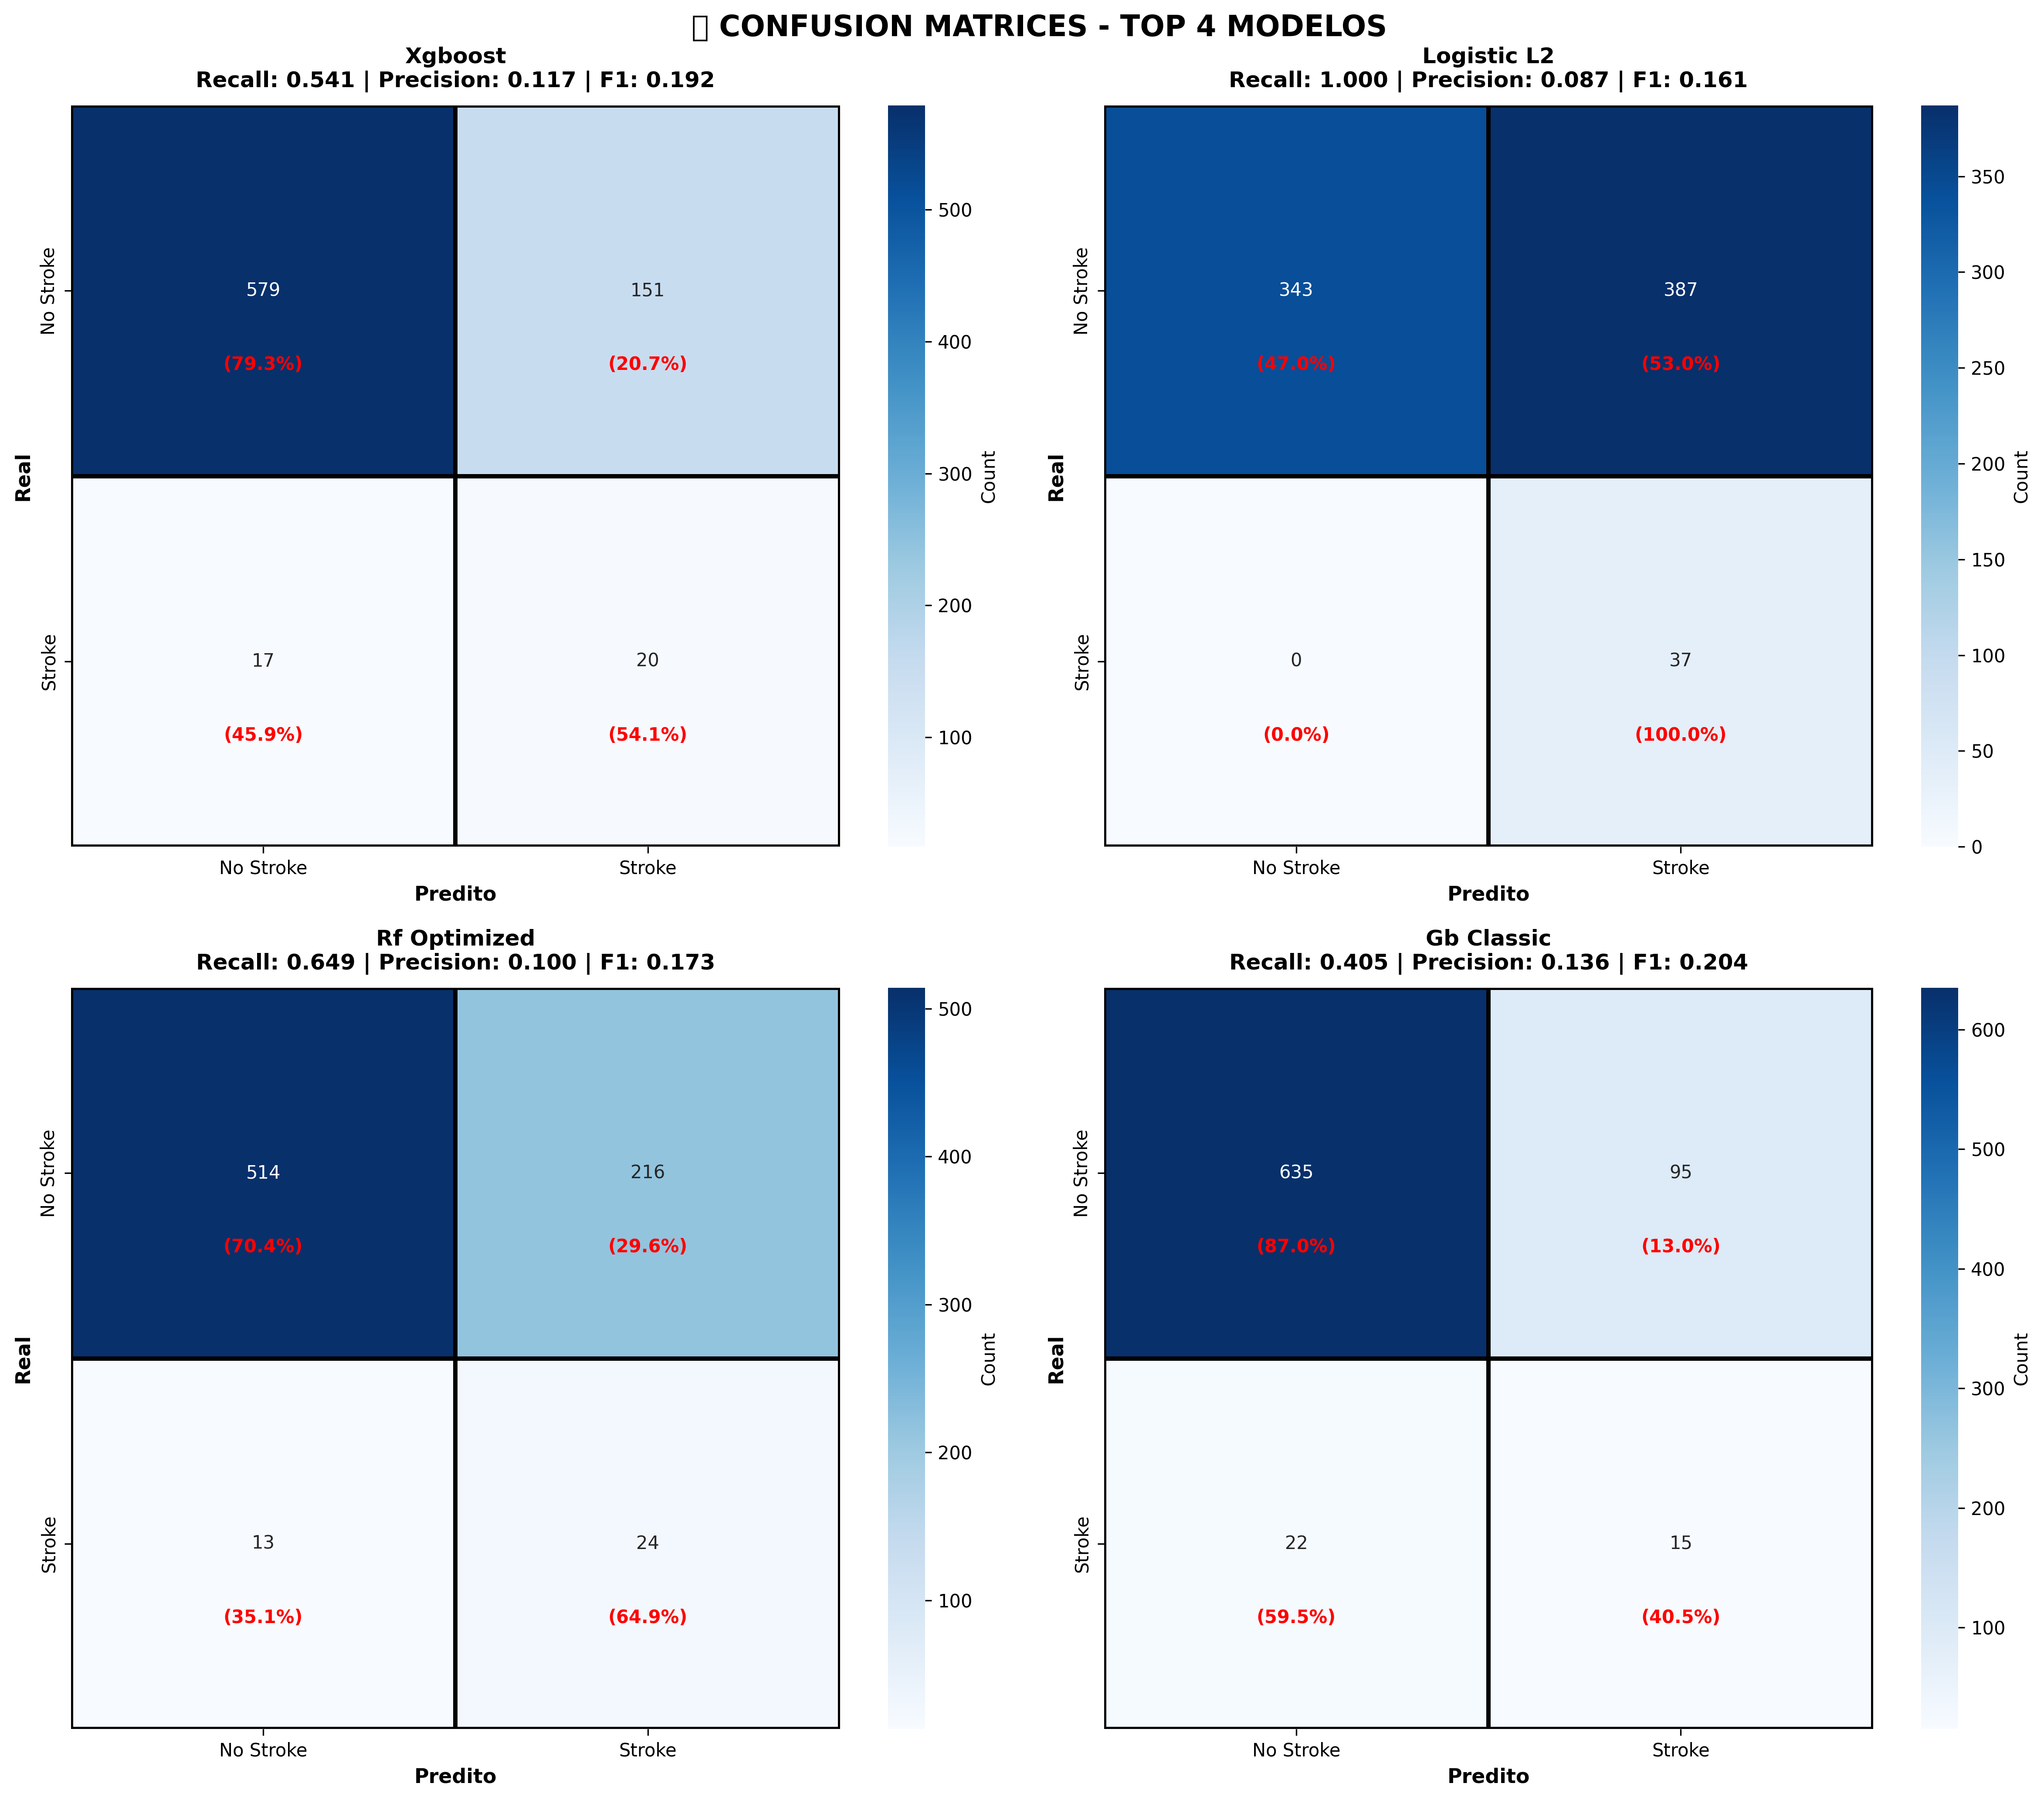 CONFUSION MATRICES - TOP 4 MODELOS
Xgboost
Recall: 0.541 | Precision: 0.117 | F1: 0.192
Real
No Stroke
Stroke
579
(79.3%)
151
(20.7%)
17
(45.9%)
20
(54.1%)
No Stroke
Stroke
Predito
500
400
300
200
100
Count
Logistic L2
Recall: 1.000 | Precision: 0.087 | F1: 0.161
Real
No Stroke
Stroke
343
(47.0%)
387
(53.0%)
0
(0.0%)
37
(100.0%)
No Stroke
Stroke
Predito
350
300
250
200
150
100
50
0
Count
Rf Optimized
Recall: 0.649 | Precision: 0.100 | F1: 0.173
Real
No Stroke
Stroke
514
(70.4%)
216
(29.6%)
13
(35.1%)
24
(64.9%)
No Stroke
Stroke
Predito
500
400
300
200
100
Count
Gb Classic
Recall: 0.405 | Precision: 0.136 | F1: 0.204
Real
No Stroke
Stroke
635
(87.0%)
95
(13.0%)
22
(59.5%)
15
(40.5%)
No Stroke
Stroke
Predito
600
500
400
300
200
100
Count